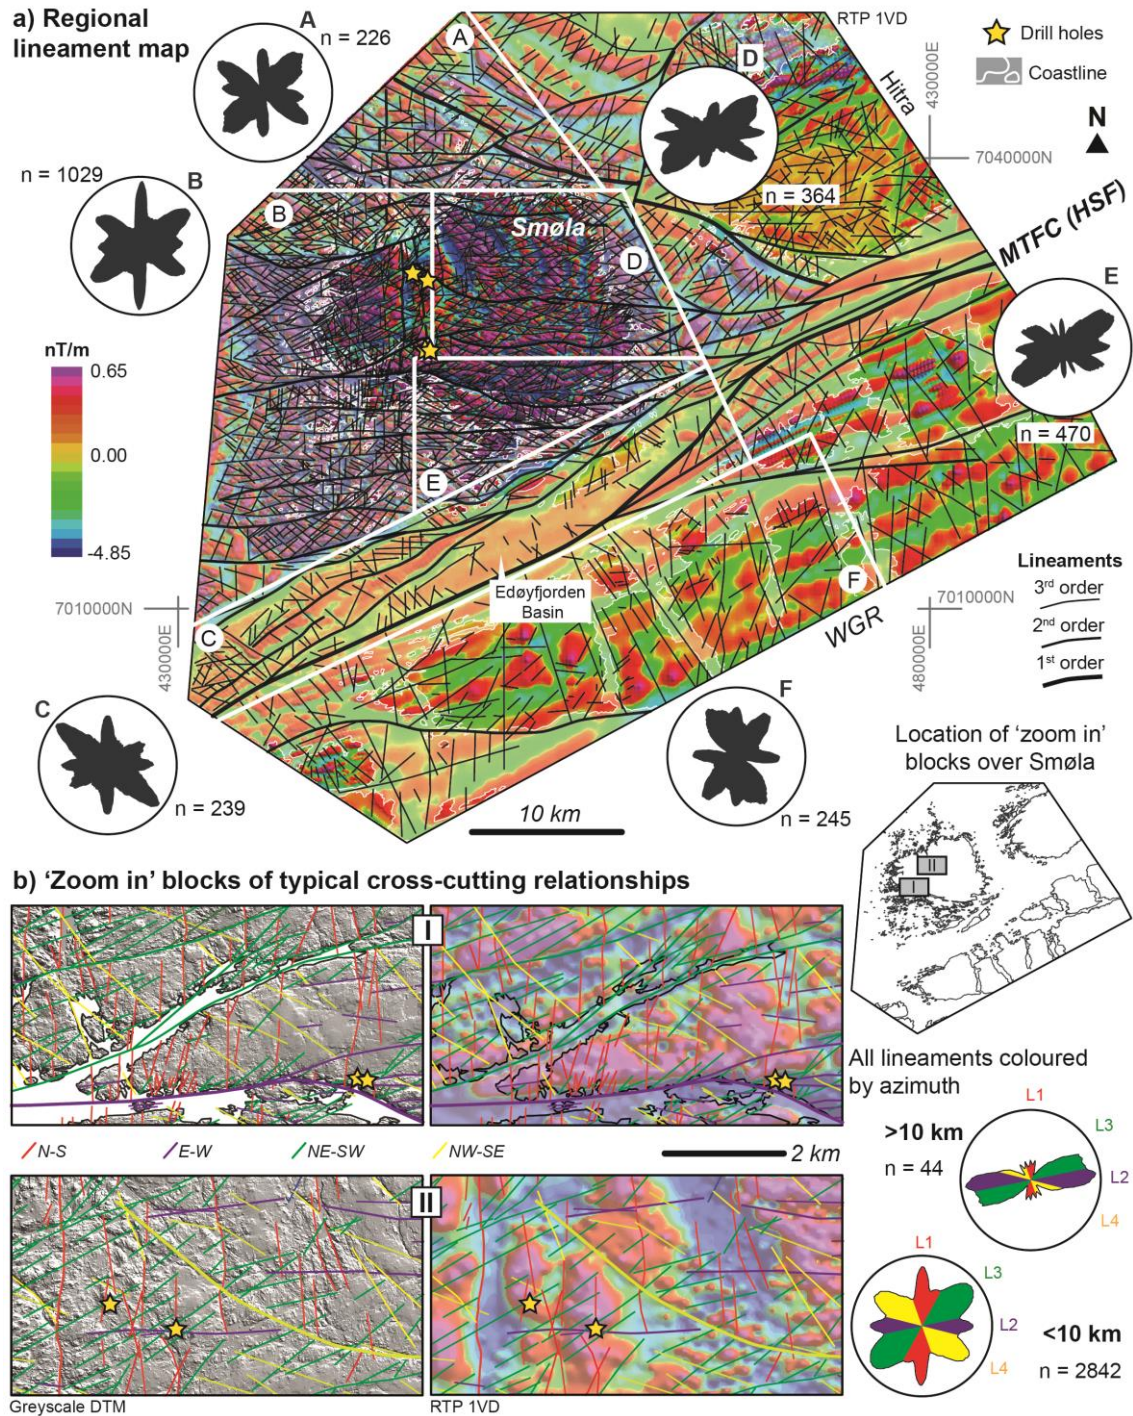 a) Regional
lineament map
A
n = 226
A
RTP 1VD
Drill holes
Coastline
D
Hitra
430000E
N
7040000N
n = 1029
B
B
n = 364
Smøla
D
MTFC (HSF)
E
nT/m
0.65
0.00
-4.85
n = 470
E
Edøyfjorden
Basin
F
WGR
7010000N
430000E
C
7010000N
480000E
Lineaments
3rd order
2nd order
1st order
C
n = 239
10 km
F
n = 245
Location of ‘zoom in’
blocks over Smøla
II
I
b) ‘Zoom in’ blocks of typical cross-cutting relationships
I
N-S
E-W
NE-SW
NW-SE
2 km
II
Greyscale DTM
RTP 1VD
All lineaments coloured
by azimuth
L1
>10 km
n = 44
L3
L2
L4
L1
L3
L2
L4
<10 km
n = 2842